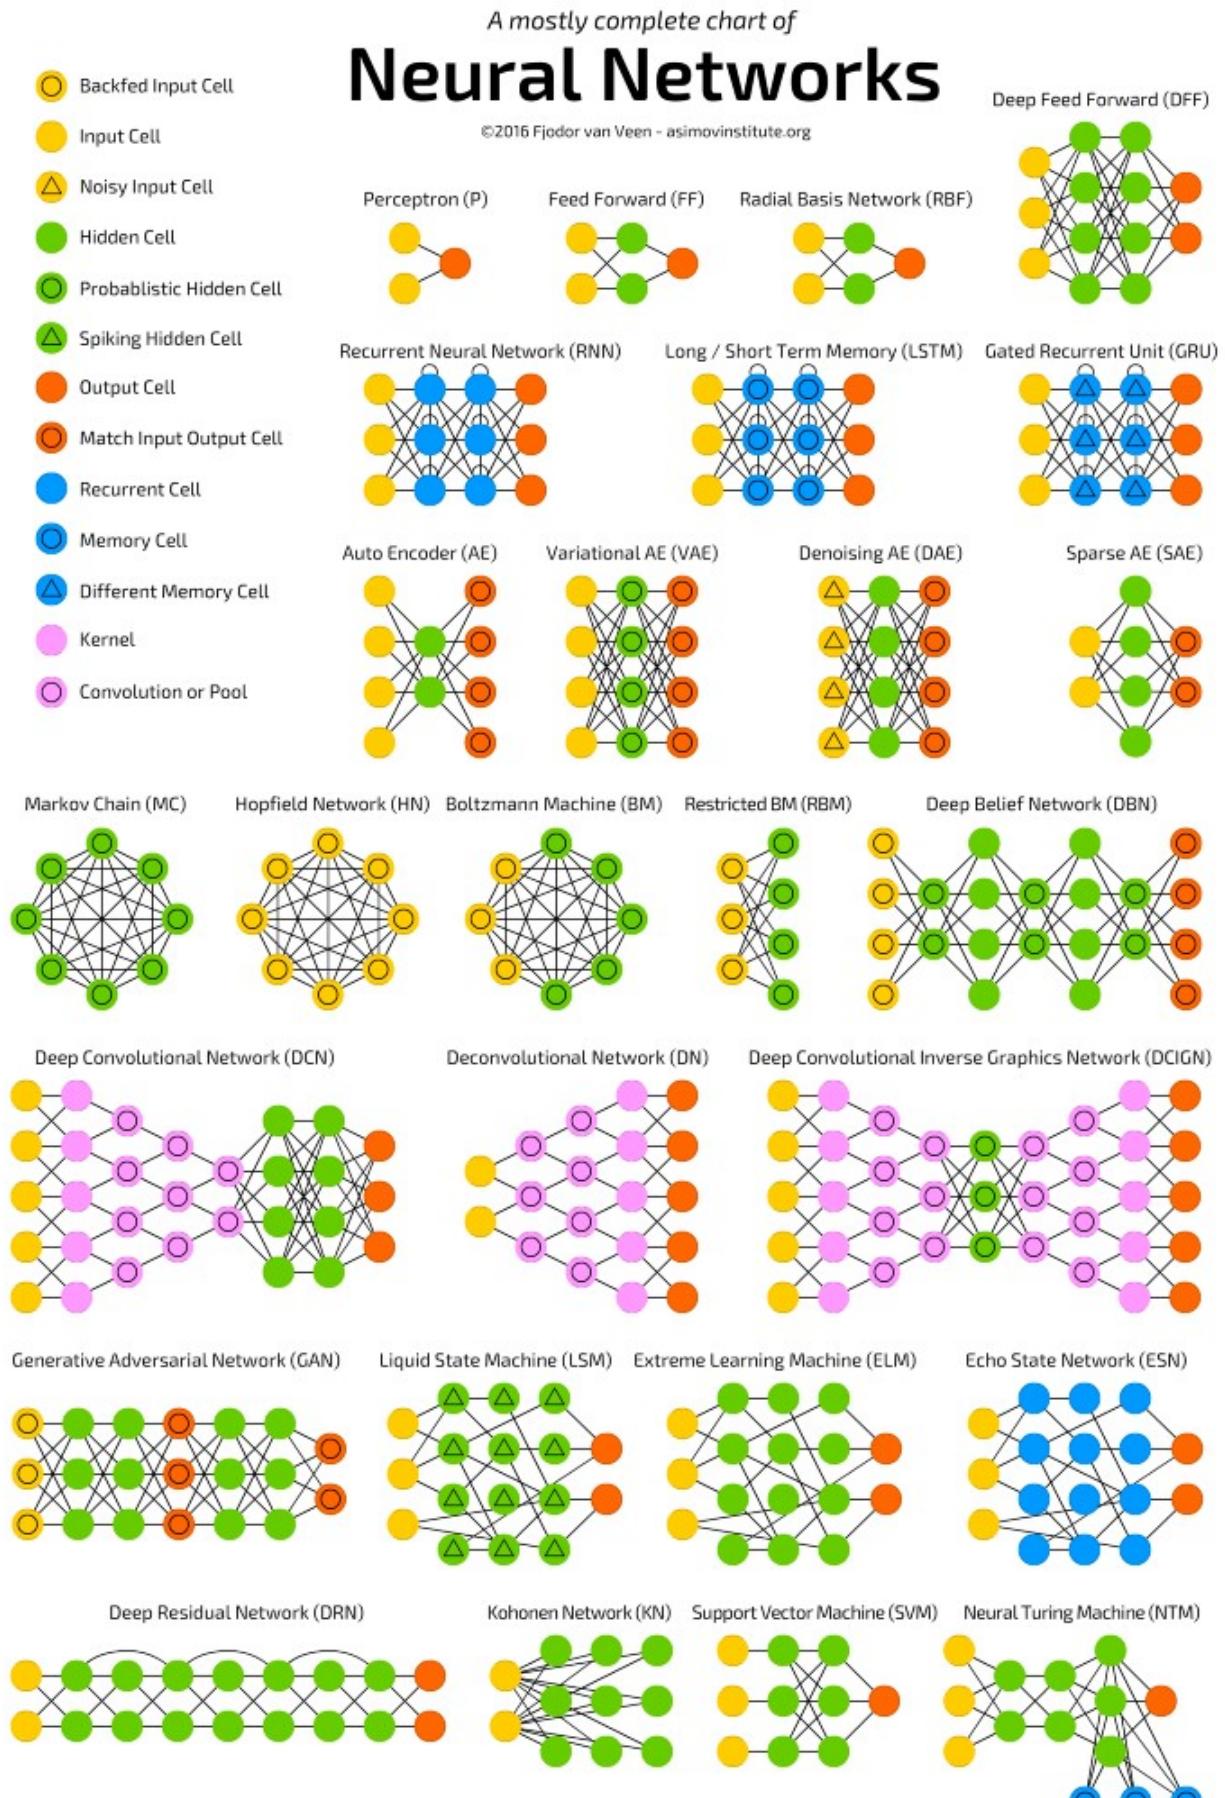 A mostly complete chart of
Neural Networks
©2016 Fjodor van Veen - asimovinstitute.org
Backfed Input Cell
Input Cell
Noisy Input Cell
Hidden Cell
Probablistic Hidden Cell
Spiking Hidden Cell
Output Cell
Match Input Output Cell
Recurrent Cell
Memory Cell
Different Memory Cell
Kernel
Convolution or Pool
Deep Feed Forward (DFF)
Perceptron (P)
Feed Forward (FF)
Radial Basis Network (RBF)
Recurrent Neural Network (RNN)
Long / Short Term Memory (LSTM)
Gated Recurrent Unit (GRU)
Auto Encoder (AE)
Variational AE (VAE)
Denoising AE (DAE)
Sparse AE (SAE)
Markov Chain (MC)
Hopfield Network (HN)
Boltzmann Machine (BM)
Restricted BM (RBM)
Deep Belief Network (DBN)
Deep Convolutional Network (DCN)
Deconvolutional Network (DN)
Deep Convolutional Inverse Graphics Network (DCIGN)
Generative Adversarial Network (GAN)
Liquid State Machine (LSM)
Extreme Learning Machine (ELM)
Echo State Network (ESN)
Deep Residual Network (DRN)
Kohonen Network (KN)
Support Vector Machine (SVM)
Neural Turing Machine (NTM)